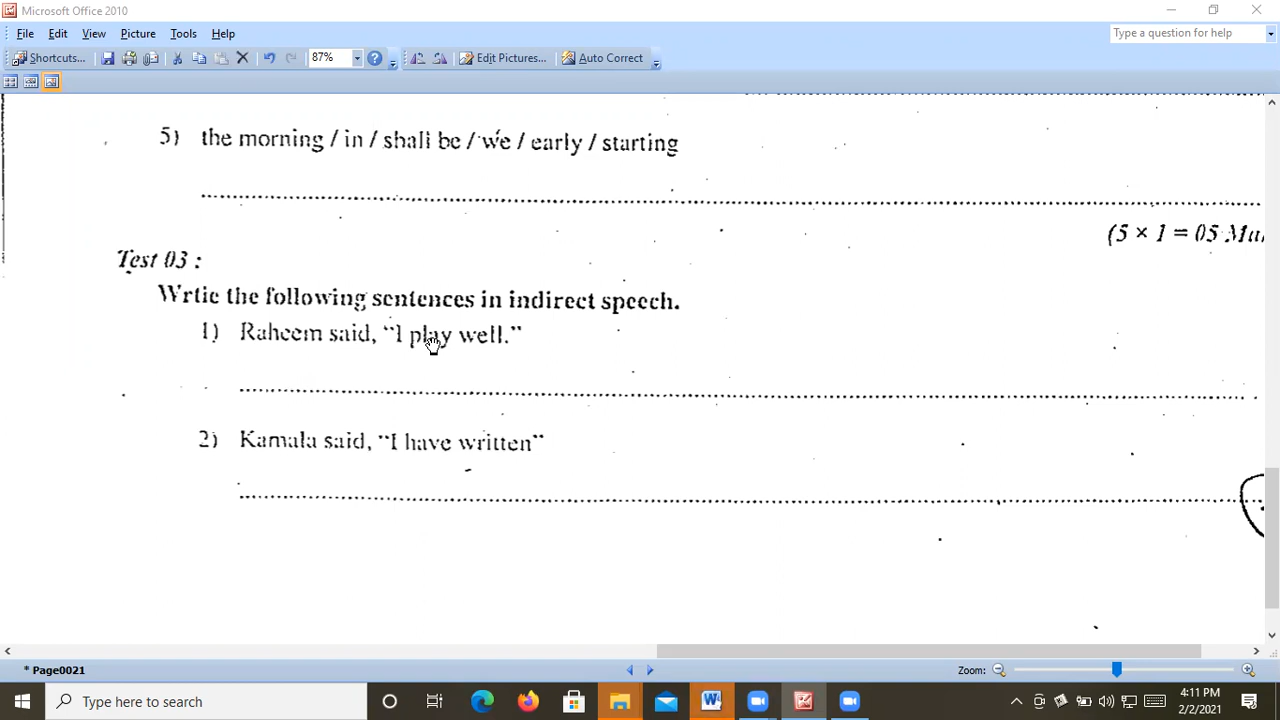 Microsoft Office 2010
File Edit View Picture Tools Help
Type a question for help
Shortcuts... 87% Edit Pictures... Auto Correct
5) the morning / in / shall be / we / early / starting
(5 × 1 = 05
Test 03 :
Wrtie the following sentences in indirect speech.
1) Raheem said, “I play well.”
2) Kamala said, “I have written”
* Page0021
Zoom:
Type here to search
4:11 PM
2/2/2021